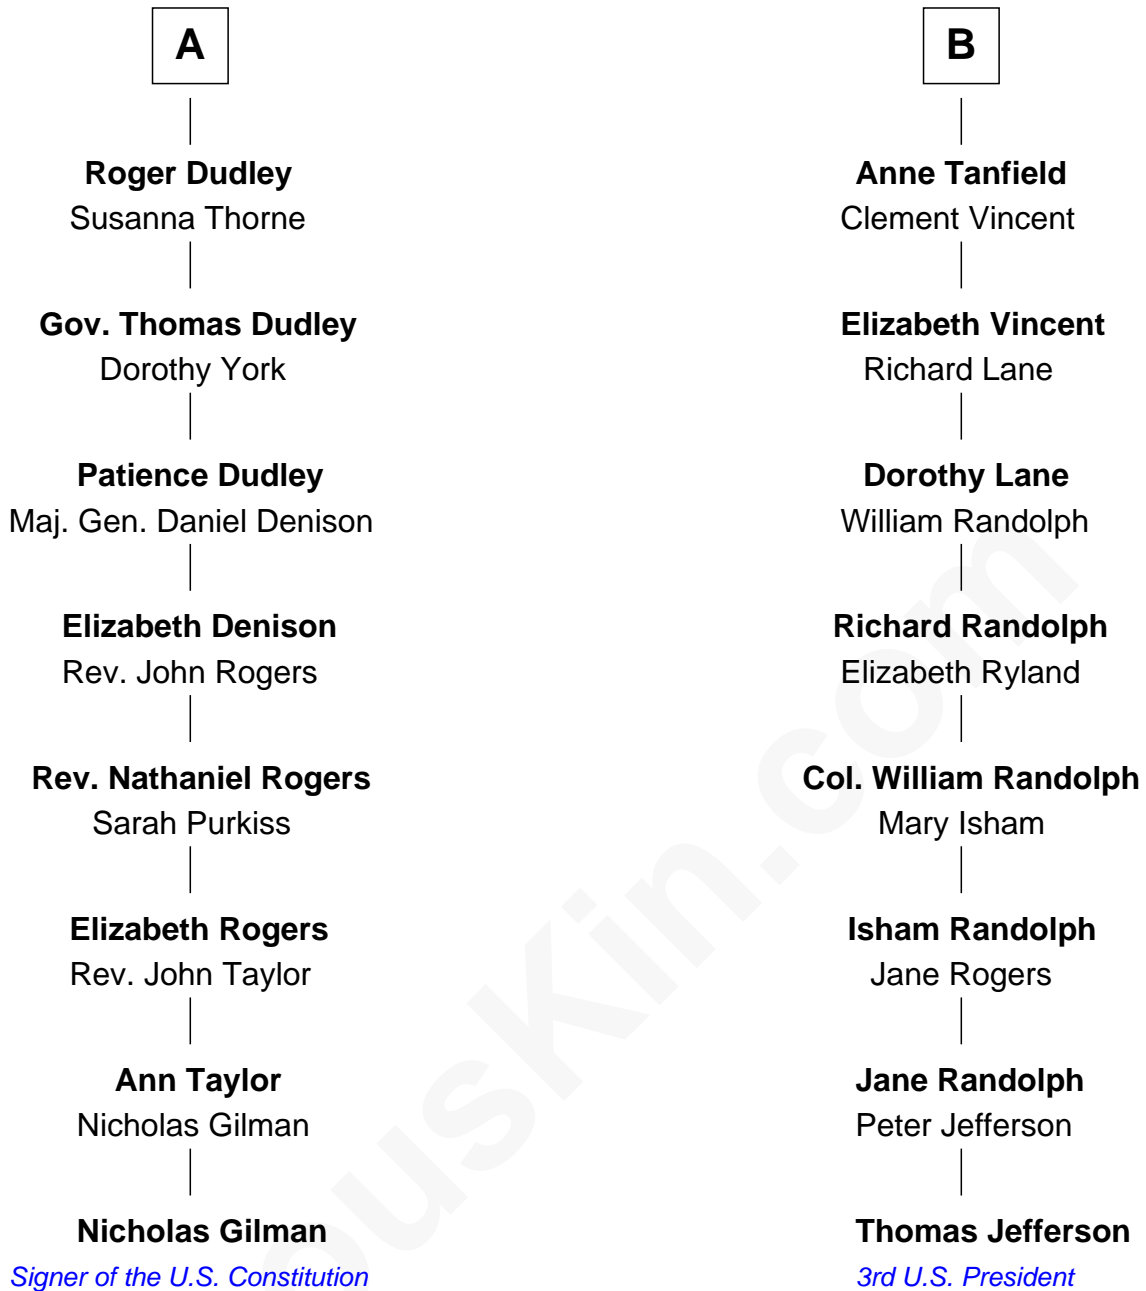 A
Roger Dudley
Susanna Thorne
Gov. Thomas Dudley
Dorothy York
Patience Dudley
Maj. Gen. Daniel Denison
Elizabeth Denison
Rev. John Rogers
Rev. Nathaniel Rogers
Sarah Purkiss
Elizabeth Rogers
Rev. John Taylor
Ann Taylor
Nicholas Gilman
Nicholas Gilman
Signer of the U.S. Constitution
B
Anne Tanfield
Clement Vincent
Elizabeth Vincent
Richard Lane
Dorothy Lane
William Randolph
Richard Randolph
Elizabeth Ryland
Col. William Randolph
Mary Isham
Isham Randolph
Jane Rogers
Jane Randolph
Peter Jefferson
Thomas Jefferson
3rd U.S. President
ousKin.com